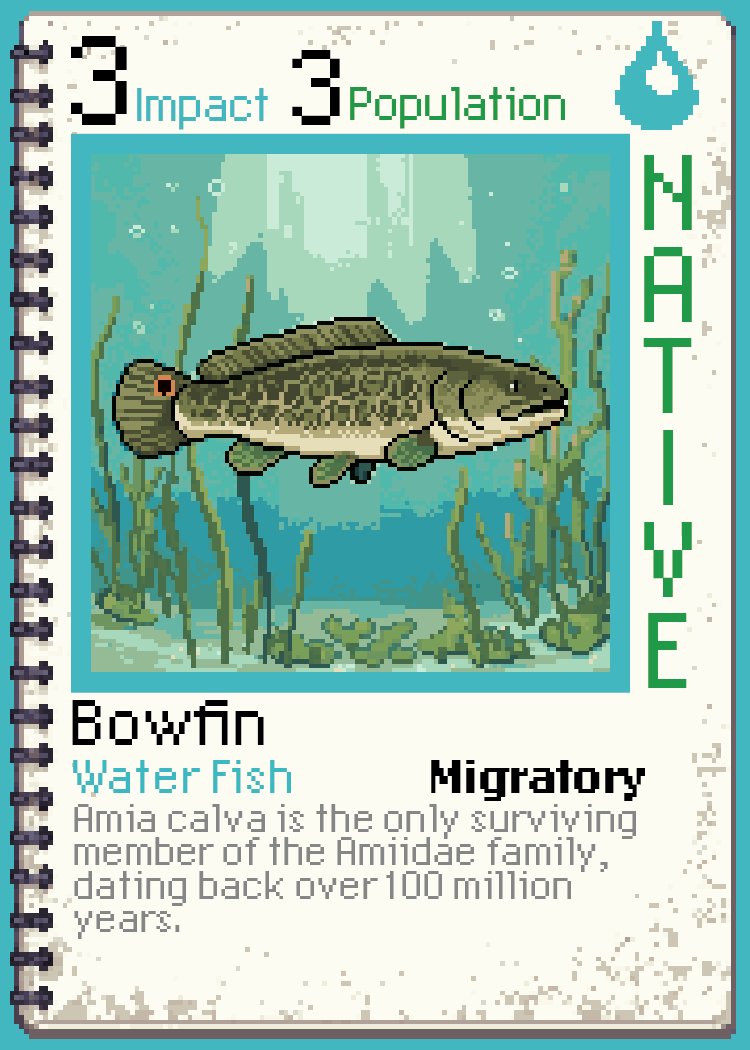 3 Impact 3 Population
NATIVE
Bowfin
Water Fish Migratory
Amia calva is the only surviving
member of the Amiidae family,
dating back over 100 million
years.